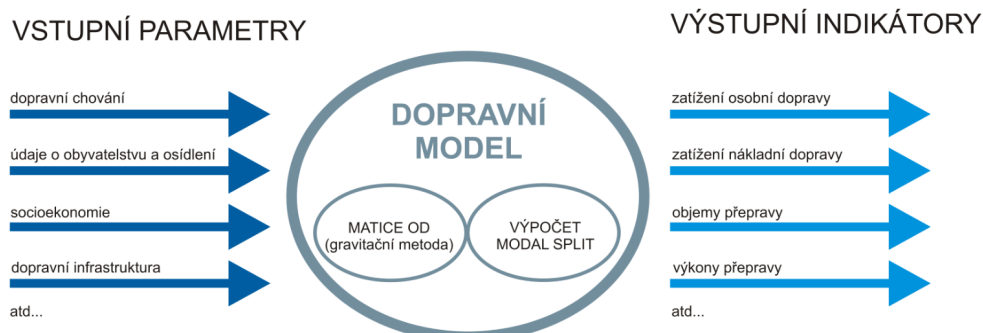 VSTUPNÍ PARAMETRY
dopravní chování
údaje o obyvatelstvu a osídlení
socioekonomie
dopravní infrastruktura
atd...
DOPRAVNÍ
MODEL
MATICE OD
(gravitační metoda)
VÝPOČET
MODAL SPLIT
VÝSTUPNÍ INDIKÁTORY
zatížení osobní dopravy
zatížení nákladní dopravy
objemy přepravy
výkony přepravy
atd...